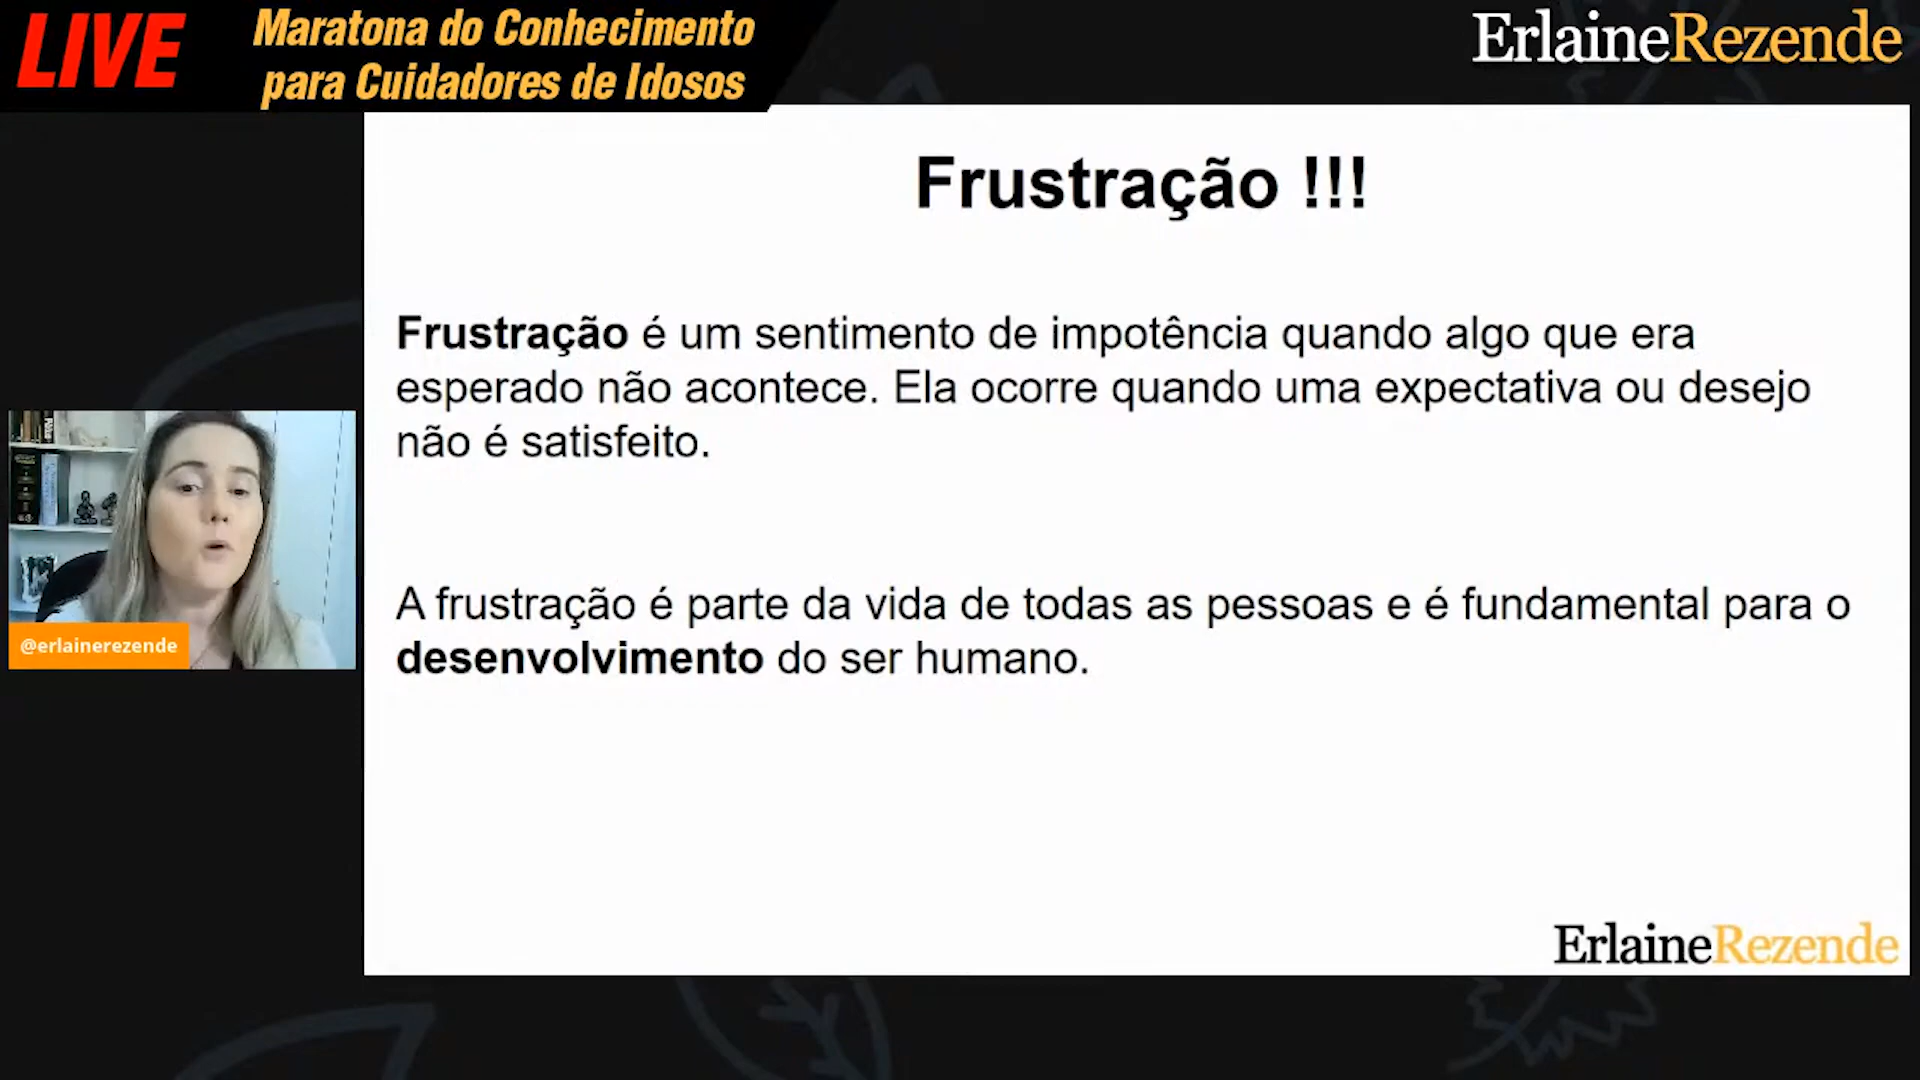 LIVE
Maratona do Conhecimento
para Cuidadores de Idosos
ErlaineRezende
Frustração !!!
Frustração é um sentimento de impotência quando algo que era
esperado não acontece. Ela ocorre quando uma expectativa ou desejo
não é satisfeito.
A frustração é parte da vida de todas as pessoas e é fundamental para o
desenvolvimento do ser humano.
@erlainerezende
ErlaineRezende